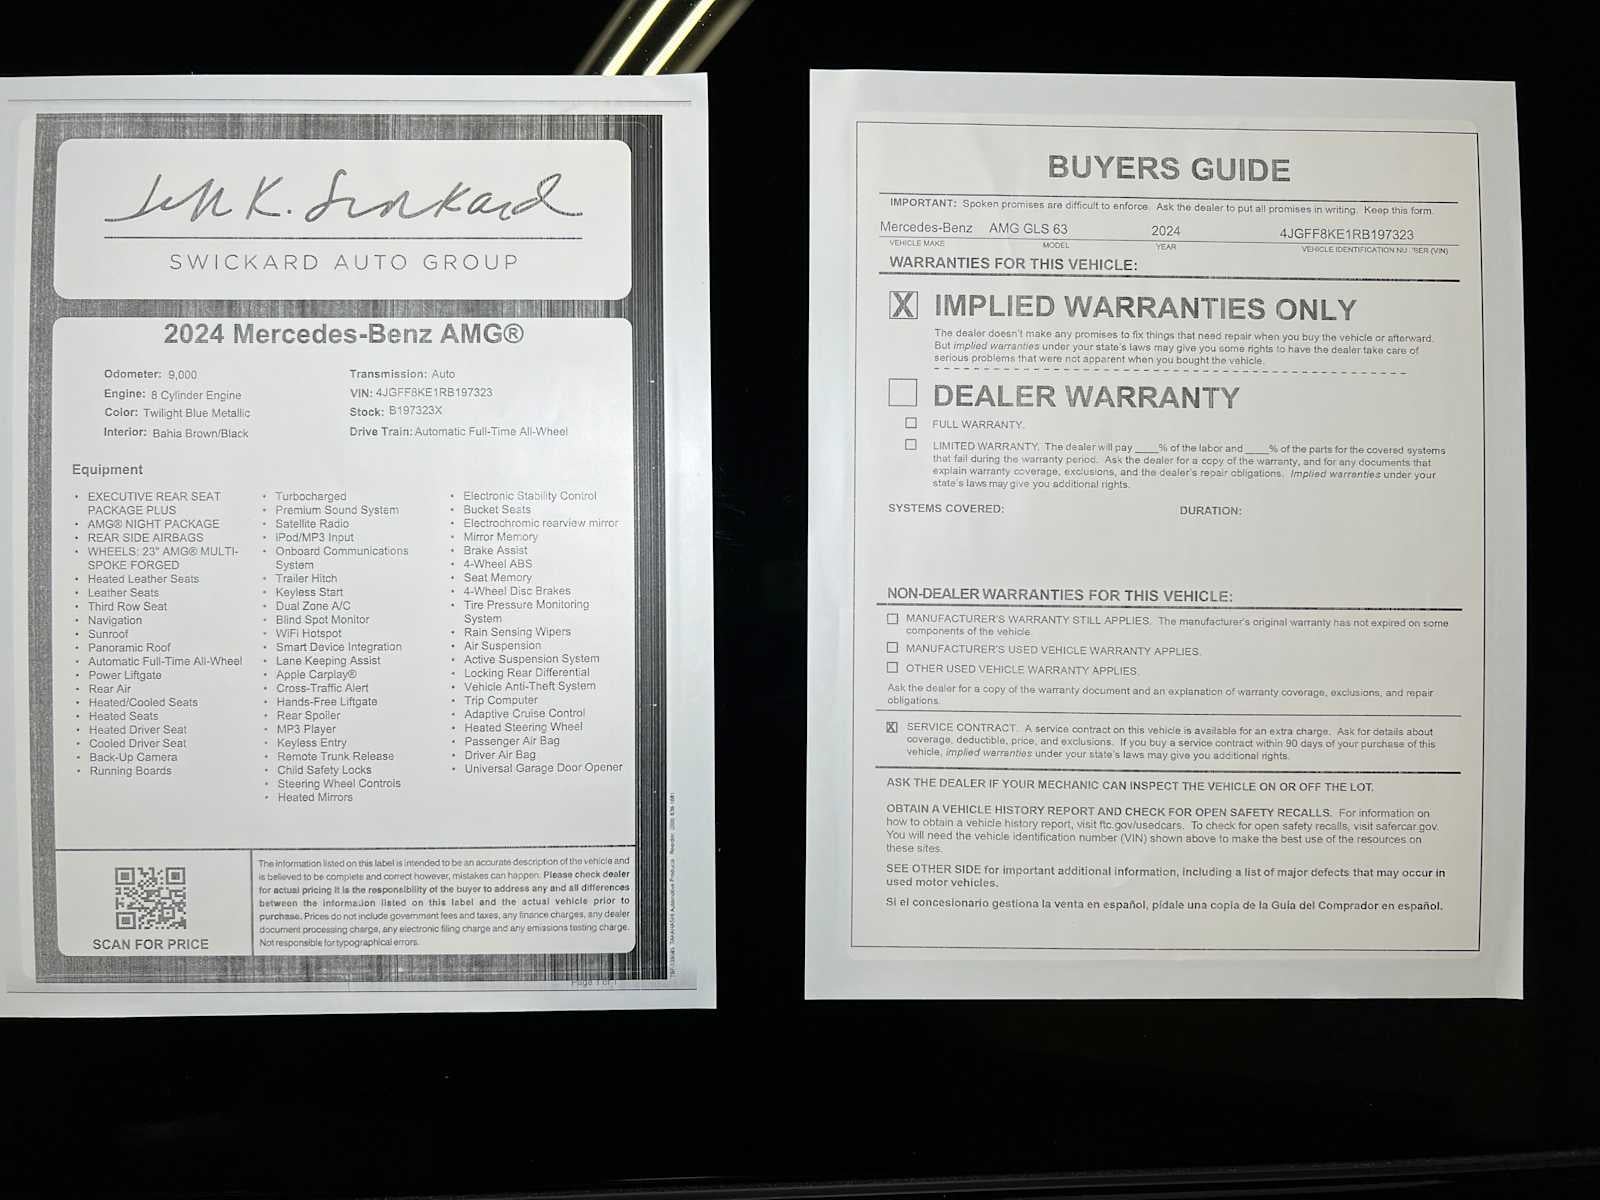 Jeff K. Swickard
SWICKARD AUTO GROUP
2024 Mercedes-Benz AMG®
Odometer: 9,000
Engine: 8 Cylinder Engine
Color: Twilight Blue Metallic
Interior: Bahia Brown/Black
Transmission: Auto
VIN: 4JGFF8KE1RB197323
Stock: B197323X
Drive Train: Automatic Full-Time All-Wheel
Equipment
• EXECUTIVE REAR SEAT
PACKAGE PLUS
• AMG® NIGHT PACKAGE
• REAR SIDE AIRBAGS
• WHEELS: 23" AMG® MULTI-
SPOKE FORGED
• Heated Leather Seats
• Leather Seats
• Third Row Seat
• Navigation
• Sunroof
• Panoramic Roof
• Automatic Full-Time All-Wheel
• Power Liftgate
• Rear Air
• Heated/Cooled Seats
• Heated Seats
• Heated Driver Seat
• Cooled Driver Seat
• Back-Up Camera
• Running Boards
• Turbocharged
• Premium Sound System
• Satellite Radio
• iPod/MP3 Input
• Onboard Communications
System
• Trailer Hitch
• Keyless Start
• Dual Zone A/C
• Blind Spot Monitor
• WiFi Hotspot
• Smart Device Integration
• Lane Keeping Assist
• Apple Carplay®
• Cross-Traffic Alert
• Hands-Free Liftgate
• Rear Spoiler
• MP3 Player
• Keyless Entry
• Remote Trunk Release
• Child Safety Locks
• Steering Wheel Controls
• Heated Mirrors
• Electronic Stability Control
• Bucket Seats
• Electrochromic rearview mirror
• Mirror Memory
• Brake Assist
• 4-Wheel ABS
• Seat Memory
• 4-Wheel Disc Brakes
• Tire Pressure Monitoring
System
• Rain Sensing Wipers
• Air Suspension
• Active Suspension System
• Locking Rear Differential
• Vehicle Anti-Theft System
• Trip Computer
• Adaptive Cruise Control
• Heated Steering Wheel
• Passenger Air Bag
• Driver Air Bag
• Universal Garage Door Opener
SCAN FOR PRICE
The information listed on this label is intended to be an accurate description of the vehicle and
is believed to be complete and correct however, mistakes can happen. Please check dealer
for actual pricing it is the responsibility of the buyer to address any and all differences
between the information listed on this label and the actual vehicle prior to
purchase. Prices do not include government fees and taxes, any finance charges, any dealer
document processing charge, any electronic filing charge and any emissions testing charge.
Not responsible for typographical errors.
Page 1 of 1
BUYERS GUIDE
IMPORTANT: Spoken promises are difficult to enforce. Ask the dealer to put all promises in writing. Keep this form.
Mercedes-Benz AMG GLS 63 2024 4JGFF8KE1RB197323
VEHICLE MAKE MODEL YEAR VEHICLE IDENTIFICATION NU BER (VIN)
WARRANTIES FOR THIS VEHICLE:
X IMPLIED WARRANTIES ONLY
The dealer doesn't make any promises to fix things that need repair when you buy the vehicle or afterward.
But implied warranties under your state's laws may give you some rights to have the dealer take care of
serious problems that were not apparent when you bought the vehicle.
DEALER WARRANTY
FULL WARRANTY.
LIMITED WARRANTY. The dealer will pay ____% of the labor and ____% of the parts for the covered systems
that fail during the warranty period. Ask the dealer for a copy of the warranty, and for any documents that
explain warranty coverage, exclusions, and the dealer's repair obligations. Implied warranties under your
state's laws may give you additional rights.
SYSTEMS COVERED: DURATION:
NON-DEALER WARRANTIES FOR THIS VEHICLE:
MANUFACTURER'S WARRANTY STILL APPLIES. The manufacturer's original warranty has not expired on some
components of the vehicle.
MANUFACTURER'S USED VEHICLE WARRANTY APPLIES.
OTHER USED VEHICLE WARRANTY APPLIES.
Ask the dealer for a copy of the warranty document and an explanation of warranty coverage, exclusions, and repair
obligations.
X SERVICE CONTRACT. A service contract on this vehicle is available for an extra charge. Ask for details about
coverage, deductible, price, and exclusions. If you buy a service contract within 90 days of your purchase of this
vehicle, implied warranties under your state's laws may give you additional rights.
ASK THE DEALER IF YOUR MECHANIC CAN INSPECT THE VEHICLE ON OR OFF THE LOT.
OBTAIN A VEHICLE HISTORY REPORT AND CHECK FOR OPEN SAFETY RECALLS. For information on
how to obtain a vehicle history report, visit ftc.gov/usedcars. To check for open safety recalls, visit safercar.gov.
You will need the vehicle identification number (VIN) shown above to make the best use of the resources on
these sites.
SEE OTHER SIDE for important additional information, including a list of major defects that may occur in
used motor vehicles.
Si el concesionario gestiona la venta en español, pídale una copia de la Guía del Comprador en español.